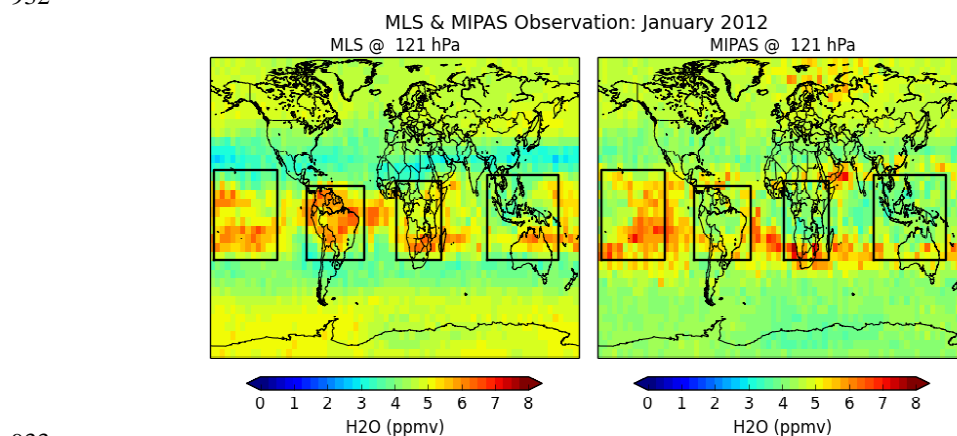 MLS & MIPAS Observation: January 2012
MLS @ 121 hPa
MIPAS @ 121 hPa
0 1 2 3 4 5 6 7 8
H2O (ppmv)
0 1 2 3 4 5 6 7 8
H2O (ppmv)